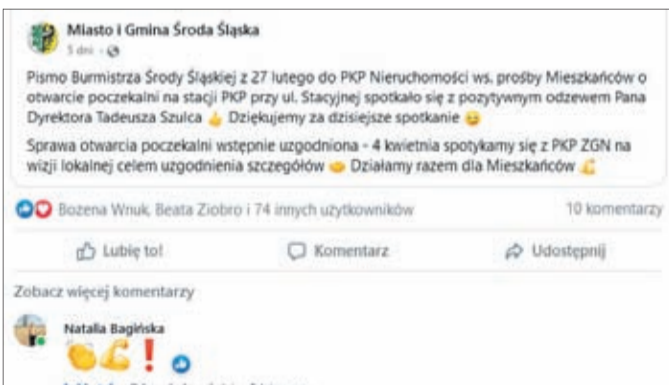 Miasto i Gmina Środa Śląska
5 dni ·
Pismo Burmistrza Środy Śląskiej z 27 lutego do PKP Nieruchomości ws. prośby Mieszkańców o
otwarcie poczekalni na stacji PKP przy ul. Stacyjnej spotkało się z pozytywnym odzewem Pana
Dyrektora Tadeusza Szulca 👍 Dziękujemy za dzisiejsze spotkanie 😉
Sprawa otwarcia poczekalni wstępnie uzgodniona - 4 kwietnia spotykamy się z PKP ZGN na
wizji lokalnej celem uzgodnienia szczegółów 🤝 Działamy razem dla Mieszkańców 💪
Bożena Wnuk, Beata Ziobro i 74 innych użytkowników 10 komentarzy
Lubię to! Komentarz Udostępnij
Zobacz więcej komentarzy
Natalia Bagińska
👏💪❗